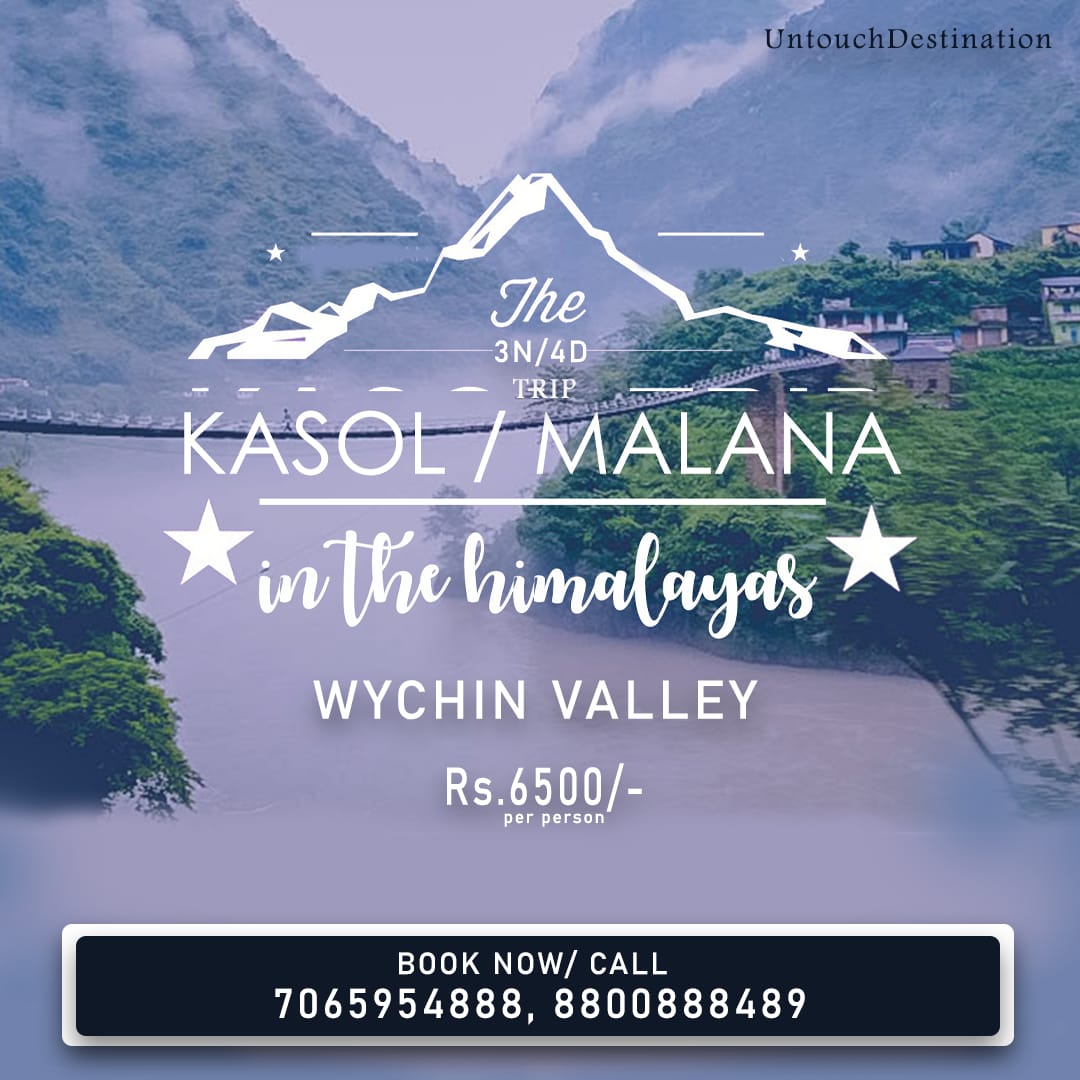 UntouchDestination
The
3N/4D
TRIP
KASOL / MALANA
in the himalayas
WYCHIN VALLEY
Rs.6500/-
per person
BOOK NOW/ CALL
7065954888, 8800888489